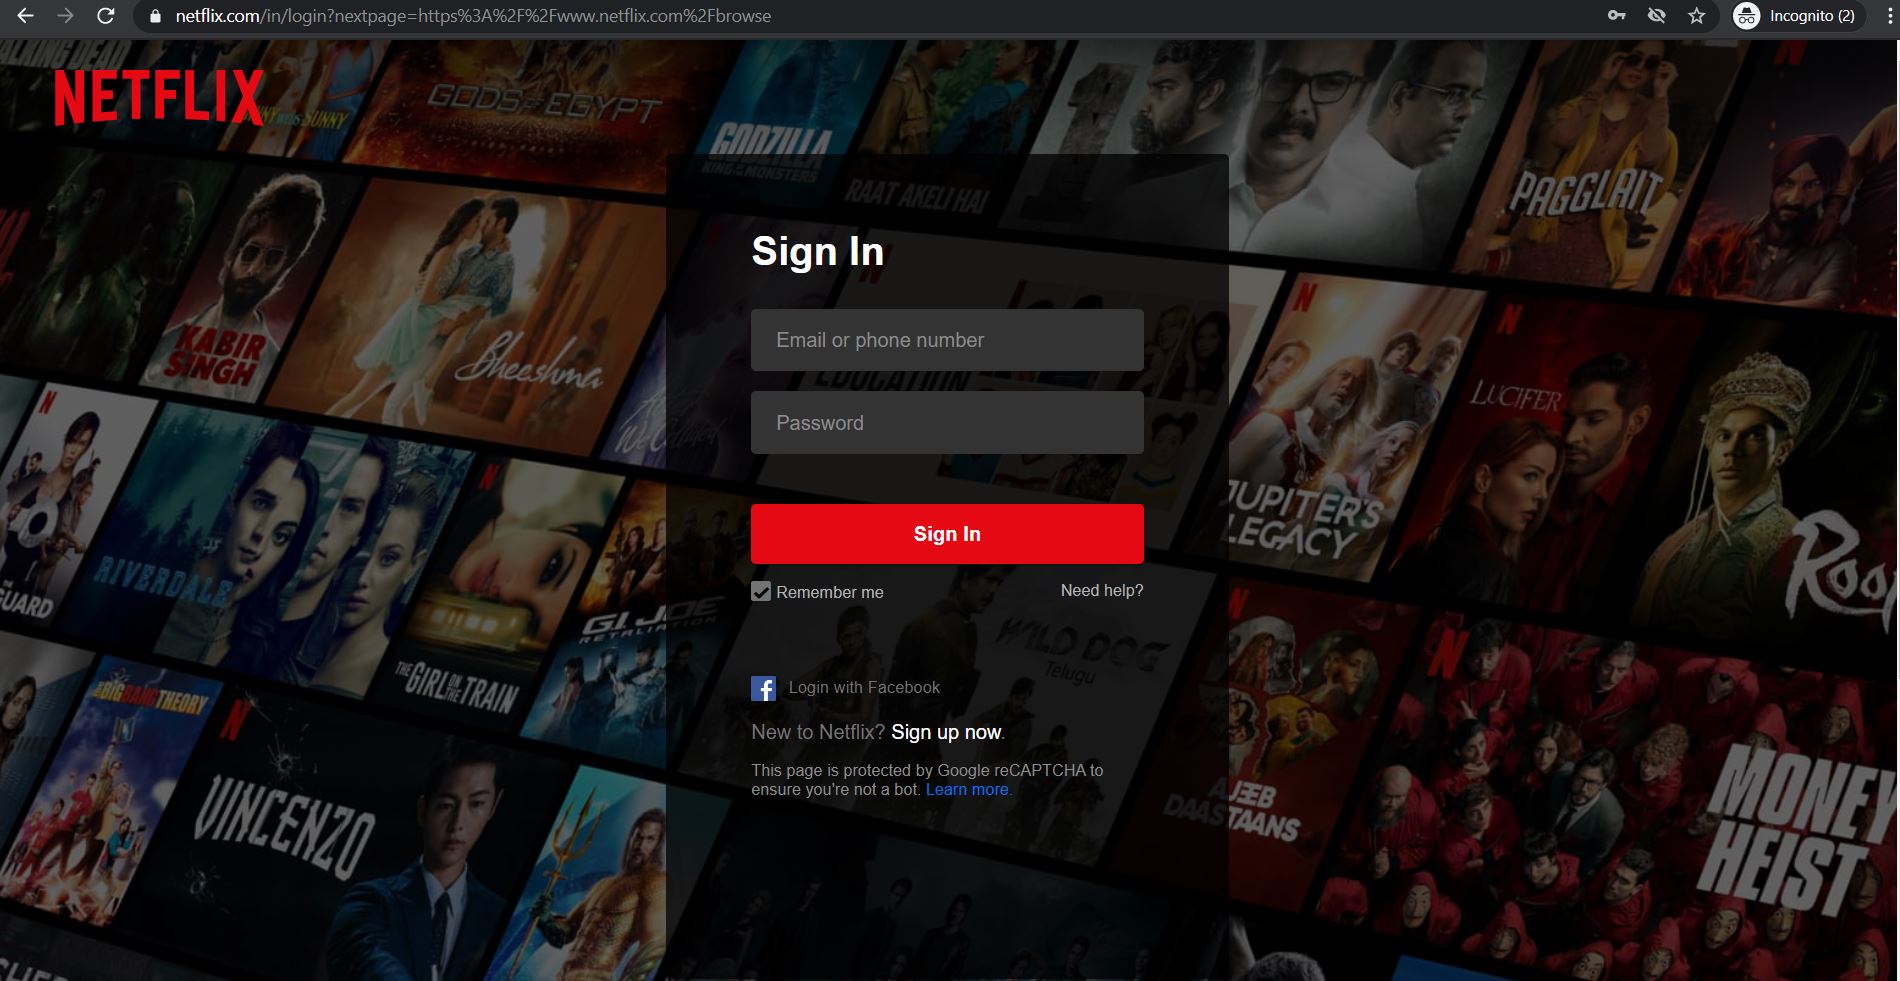 netflix.com/in/login?nextpage=https%3A%2F%2Fwww.netflix.com%2Fbrowse
Incognito (2)
NETFLIX
GODS OF EGYPT
SUNNY
GODZILLA
KING OF THE MONSTERS
RAAT AKELI HAI
PAGGLAIT
Sign In
KABIR
SINGH
Bheeshma
Email or phone number
EDUCATION
LUCIFER
Password
JUPITER'S
LEGACY
Roohi
Sign In
RIVERDALE
GUARD
G.I. JOE
RETALIATION
Remember me
Need help?
WILD DOG
Telugu
THE GIRL ON THE TRAIN
THE BIG BANG THEORY
Login with Facebook
New to Netflix? Sign up now.
This page is protected by Google reCAPTCHA to
ensure you're not a bot. Learn more.
VINCENZO
AJEEB
DAASTAANS
MONEY
HEIST